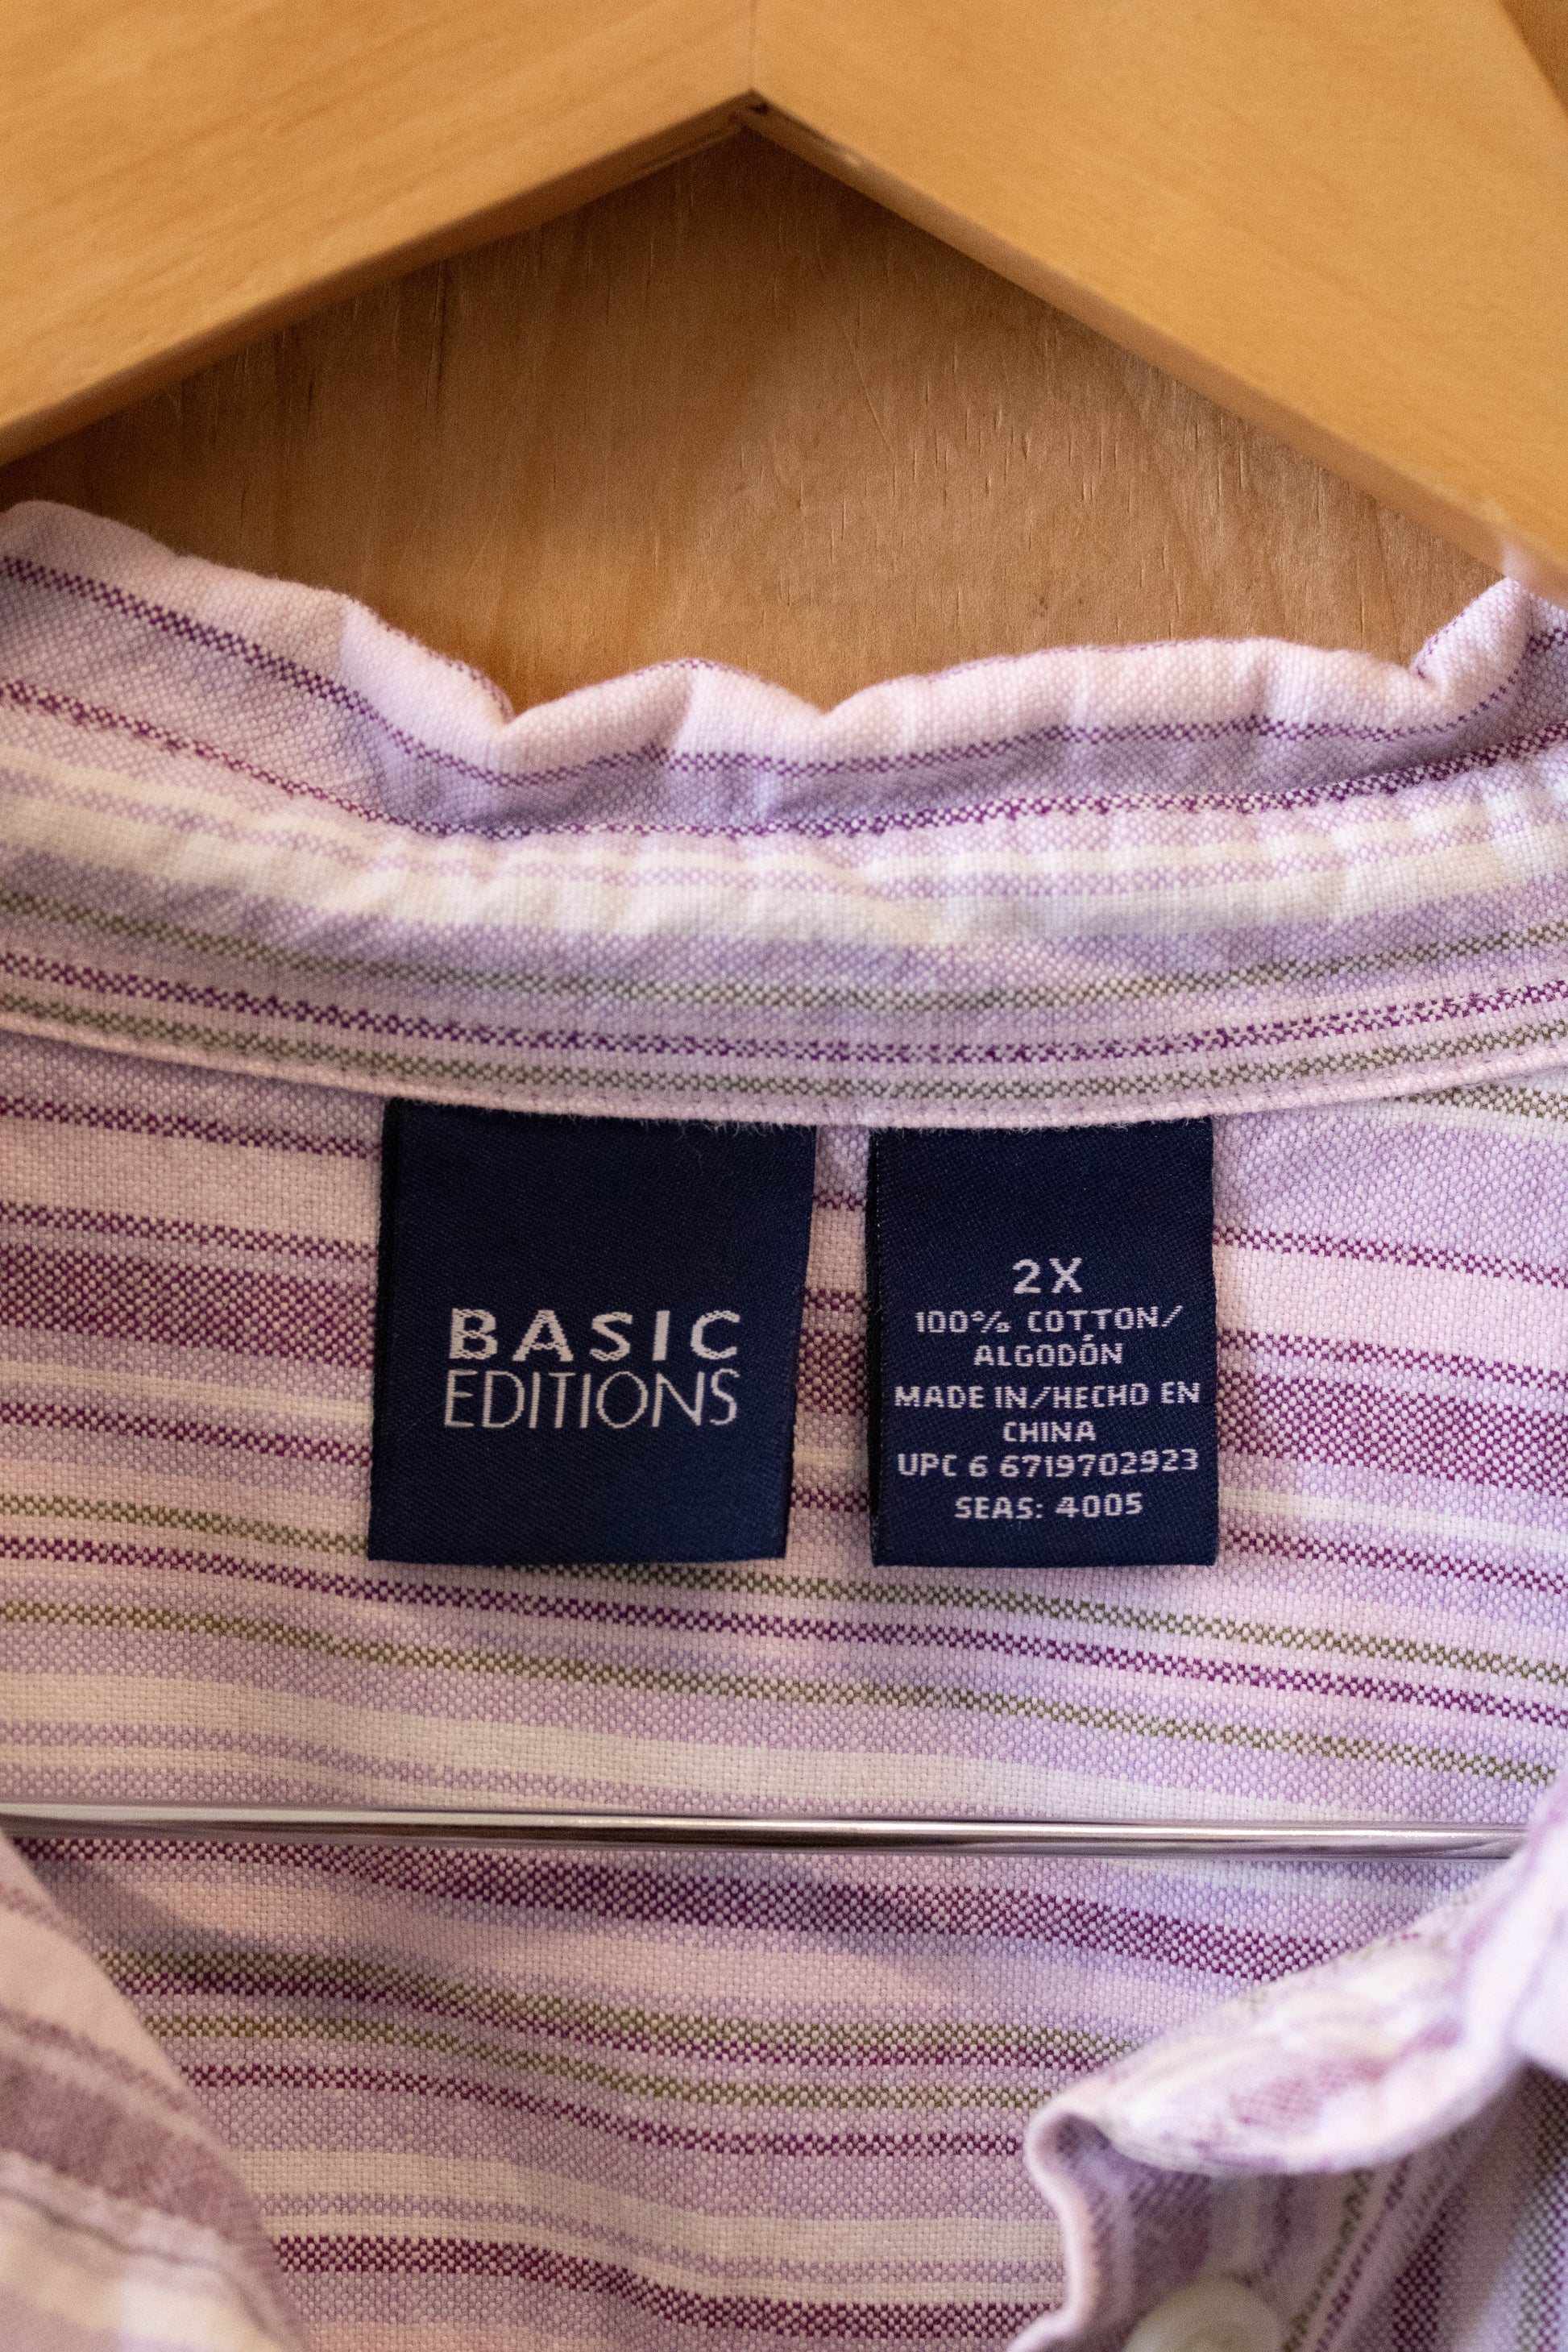 BASIC
EDITIONS
2X
100% COTTON/
ALGODÓN
MADE IN/HECHO EN
CHINA
UPC 6 6719702923
SEAS: 4005